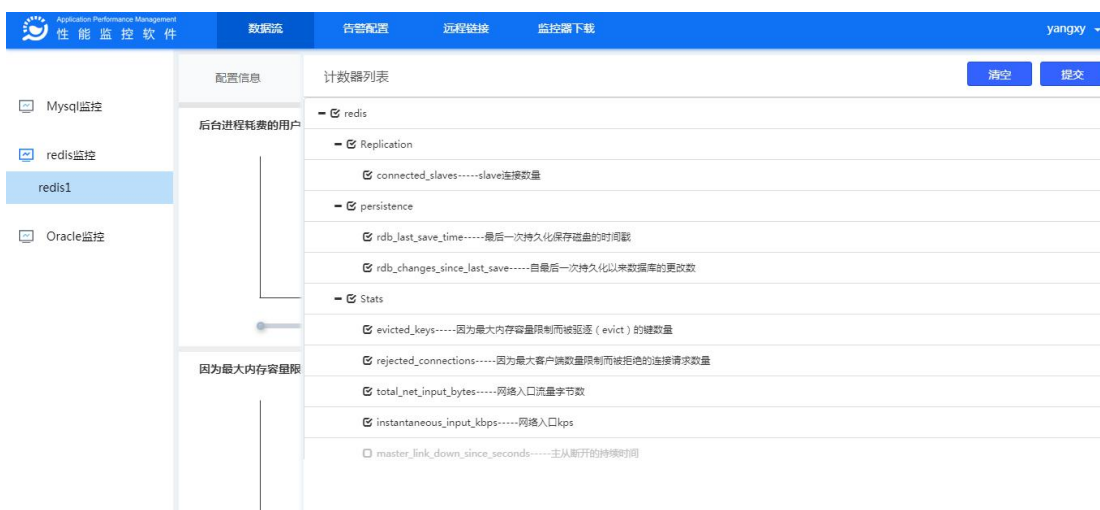 Application Performance Management
性能监控软件
数据流
告警配置
远程链接
监控器下载
yangxy
Mysql监控
redis监控
redis1
Oracle监控
配置信息
后台进程耗费的用户
因为最大内存容量限
计数器列表
清空
提交
redis
Replication
connected_slaves-----slave连接数量
persistence
rdb_last_save_time-----最后一次持久化保存磁盘的时间戳
rdb_changes_since_last_save-----自最后一次持久化以来数据库的更改数
Stats
evicted_keys-----因为最大内存容量限制而被驱逐（evict）的键数量
rejected_connections-----因为最大客户端数量限制而被拒绝的连接请求数量
total_net_input_bytes-----网络入口流量字节数
instantaneous_input_kbps-----网络入口kps
master_link_down_since_seconds-----主从断开的持续时间